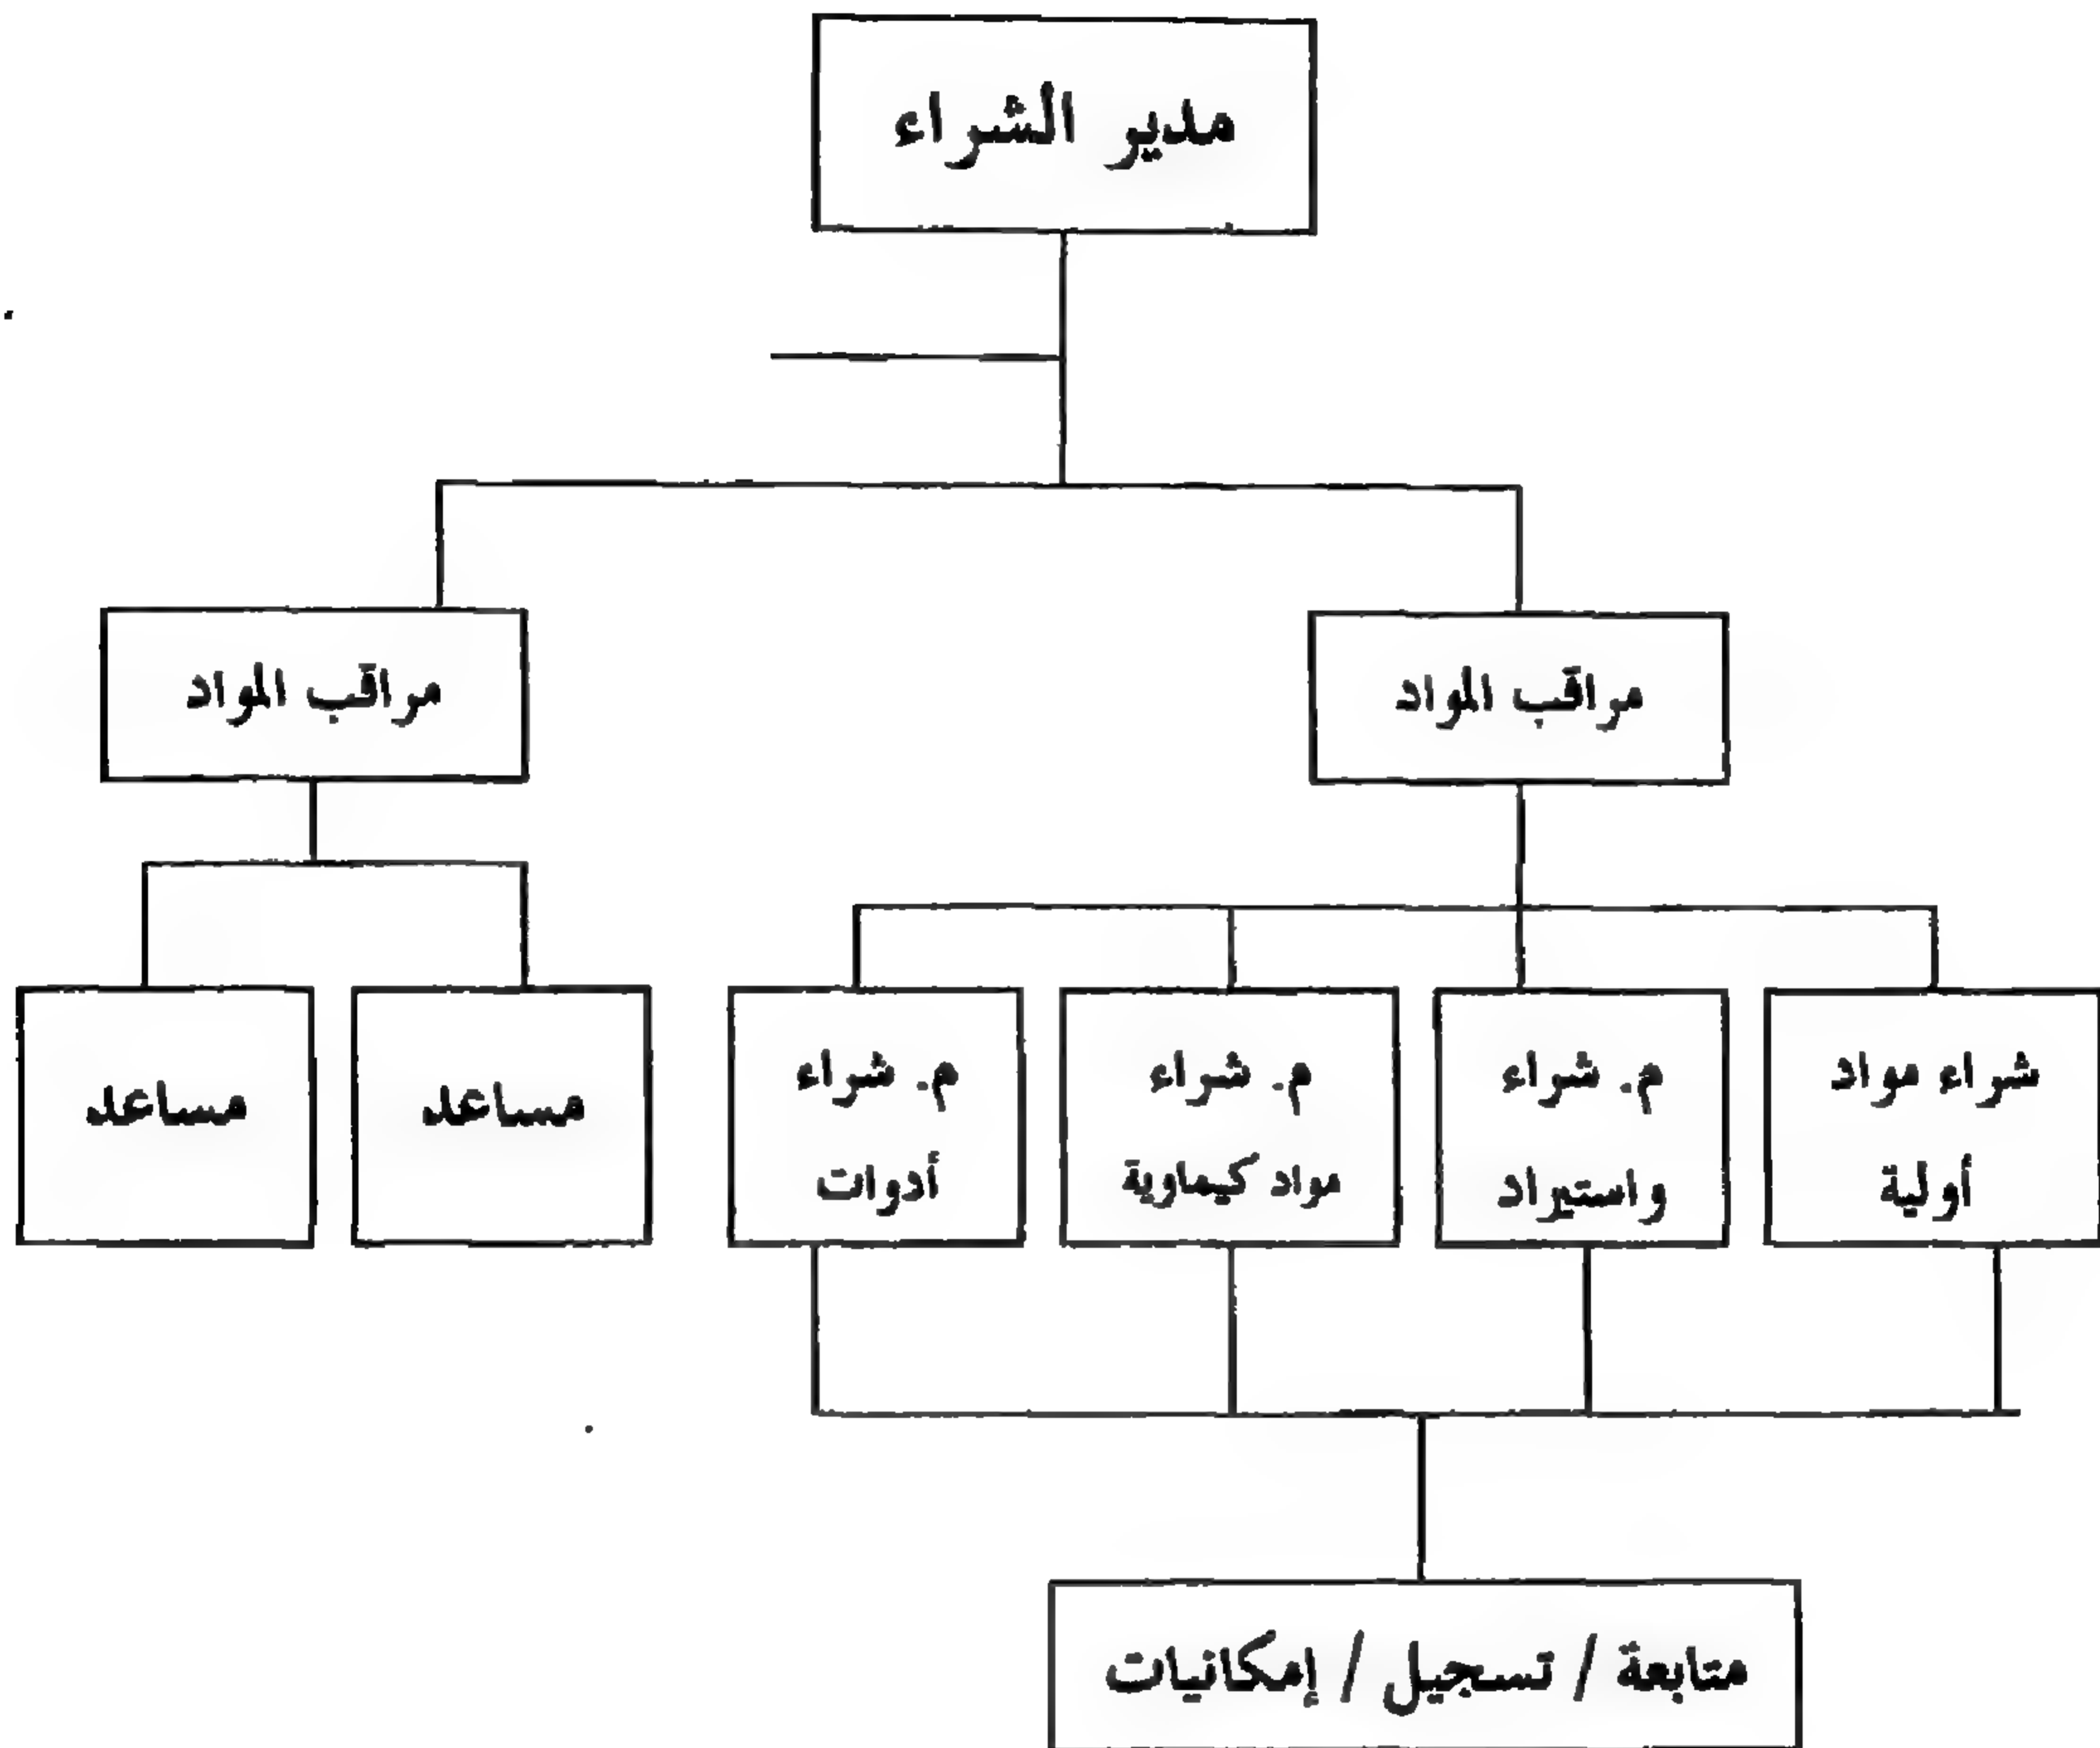 مدير الشراء
مراقب المواد
مراقب المواد
شراء مواد
أولية
م. شراء
واستيراد
م. شراء
مواد كيماوية
م. شراء
أدوات
مساعد
مساعد
متابعة / تسجيل / إمكانيات